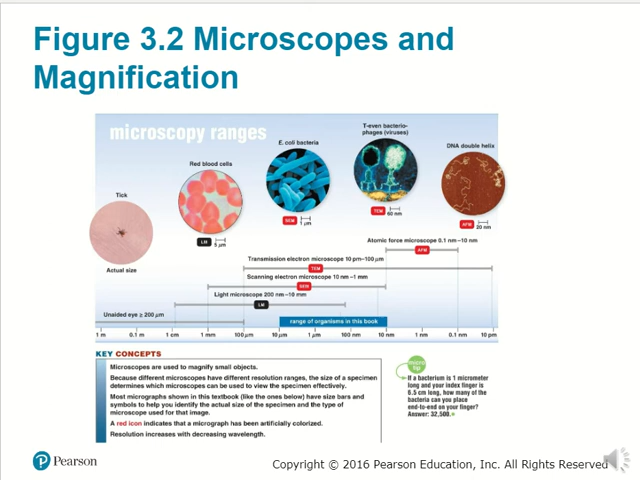 Figure 3.2 Microscopes and
Magnification
microscopy ranges
Tick
Actual size
Red blood cells
LM
5 µm
E. coli bacteria
SEM
1 µm
T-even bacterio-
phages (viruses)
TEM
60 nm
DNA double helix
AFM
20 nm
Atomic force microscope 0.1 nm–10 nm
AFM
Transmission electron microscope 10 pm–100 µm
TEM
Scanning electron microscope 10 nm–1 mm
SEM
Light microscope 200 nm–10 mm
LM
Unaided eye ≥ 200 µm
range of organisms in this book
1 m 0.1 m 1 cm 1 mm 100 µm 10 µm 1 µm 100 nm 10 nm 1 nm 0.1 nm 10 pm
KEY CONCEPTS
Microscopes are used to magnify small objects.
Because different microscopes have different resolution ranges, the size of a specimen
determines which microscopes can be used to view the specimen effectively.
Most micrographs shown in this textbook (like the ones below) have size bars and
symbols to help you identify the actual size of the specimen and the type of
microscope used for that image.
A red icon indicates that a micrograph has been artificially colorized.
Resolution increases with decreasing wavelength.
micro
tip
If a bacterium is 1 micrometer
long and your index finger is
6.5 cm long, how many of the
bacteria can you place
end-to-end on your finger?
Answer: 32,500.
Pearson
Copyright © 2016 Pearson Education, Inc. All Rights Reserved